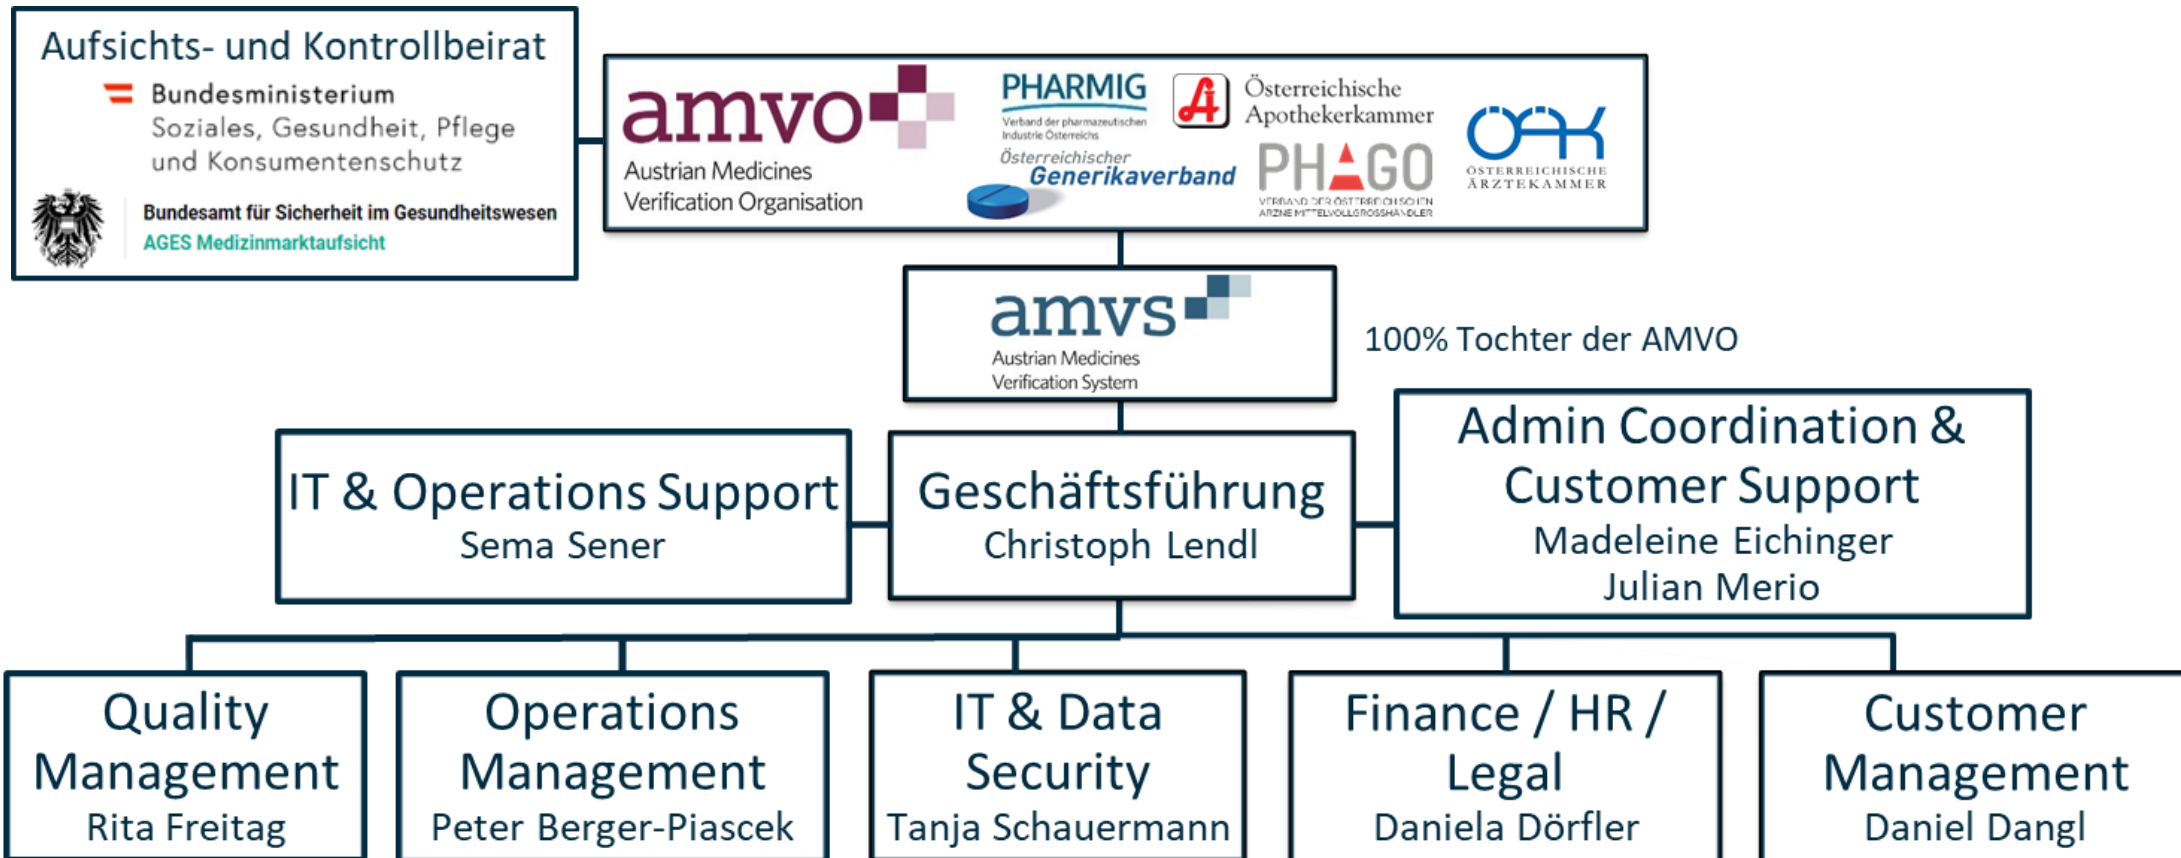 Aufsichts- und Kontrollbeirat
Bundesministerium
Soziales, Gesundheit, Pflege
und Konsumentenschutz
Bundesamt für Sicherheit im Gesundheitswesen
AGES Medizinmarktaufsicht
amvo
Austrian Medicines
Verification Organisation
PHARMIG
Verband der pharmazeutischen
Industrie Österreichs
Österreichischer
Generikaverband
Österreichische
Apothekerkammer
PHAGO
VERBAND DER ÖSTERREICHISCHEN
ARZNEIMITTELVOLLGROSSHÄNDLER
ÖÄK
ÖSTERREICHISCHE
ÄRZTEKAMMER
amvs
Austrian Medicines
Verification System
100% Tochter der AMVO
IT & Operations Support
Sema Sener
Geschäftsführung
Christoph Lendl
Admin Coordination &
Customer Support
Madeleine Eichinger
Julian Merio
Quality
Management
Rita Freitag
Operations
Management
Peter Berger-Piascek
IT & Data
Security
Tanja Schauermann
Finance / HR /
Legal
Daniela Dörfler
Customer
Management
Daniel Dangl